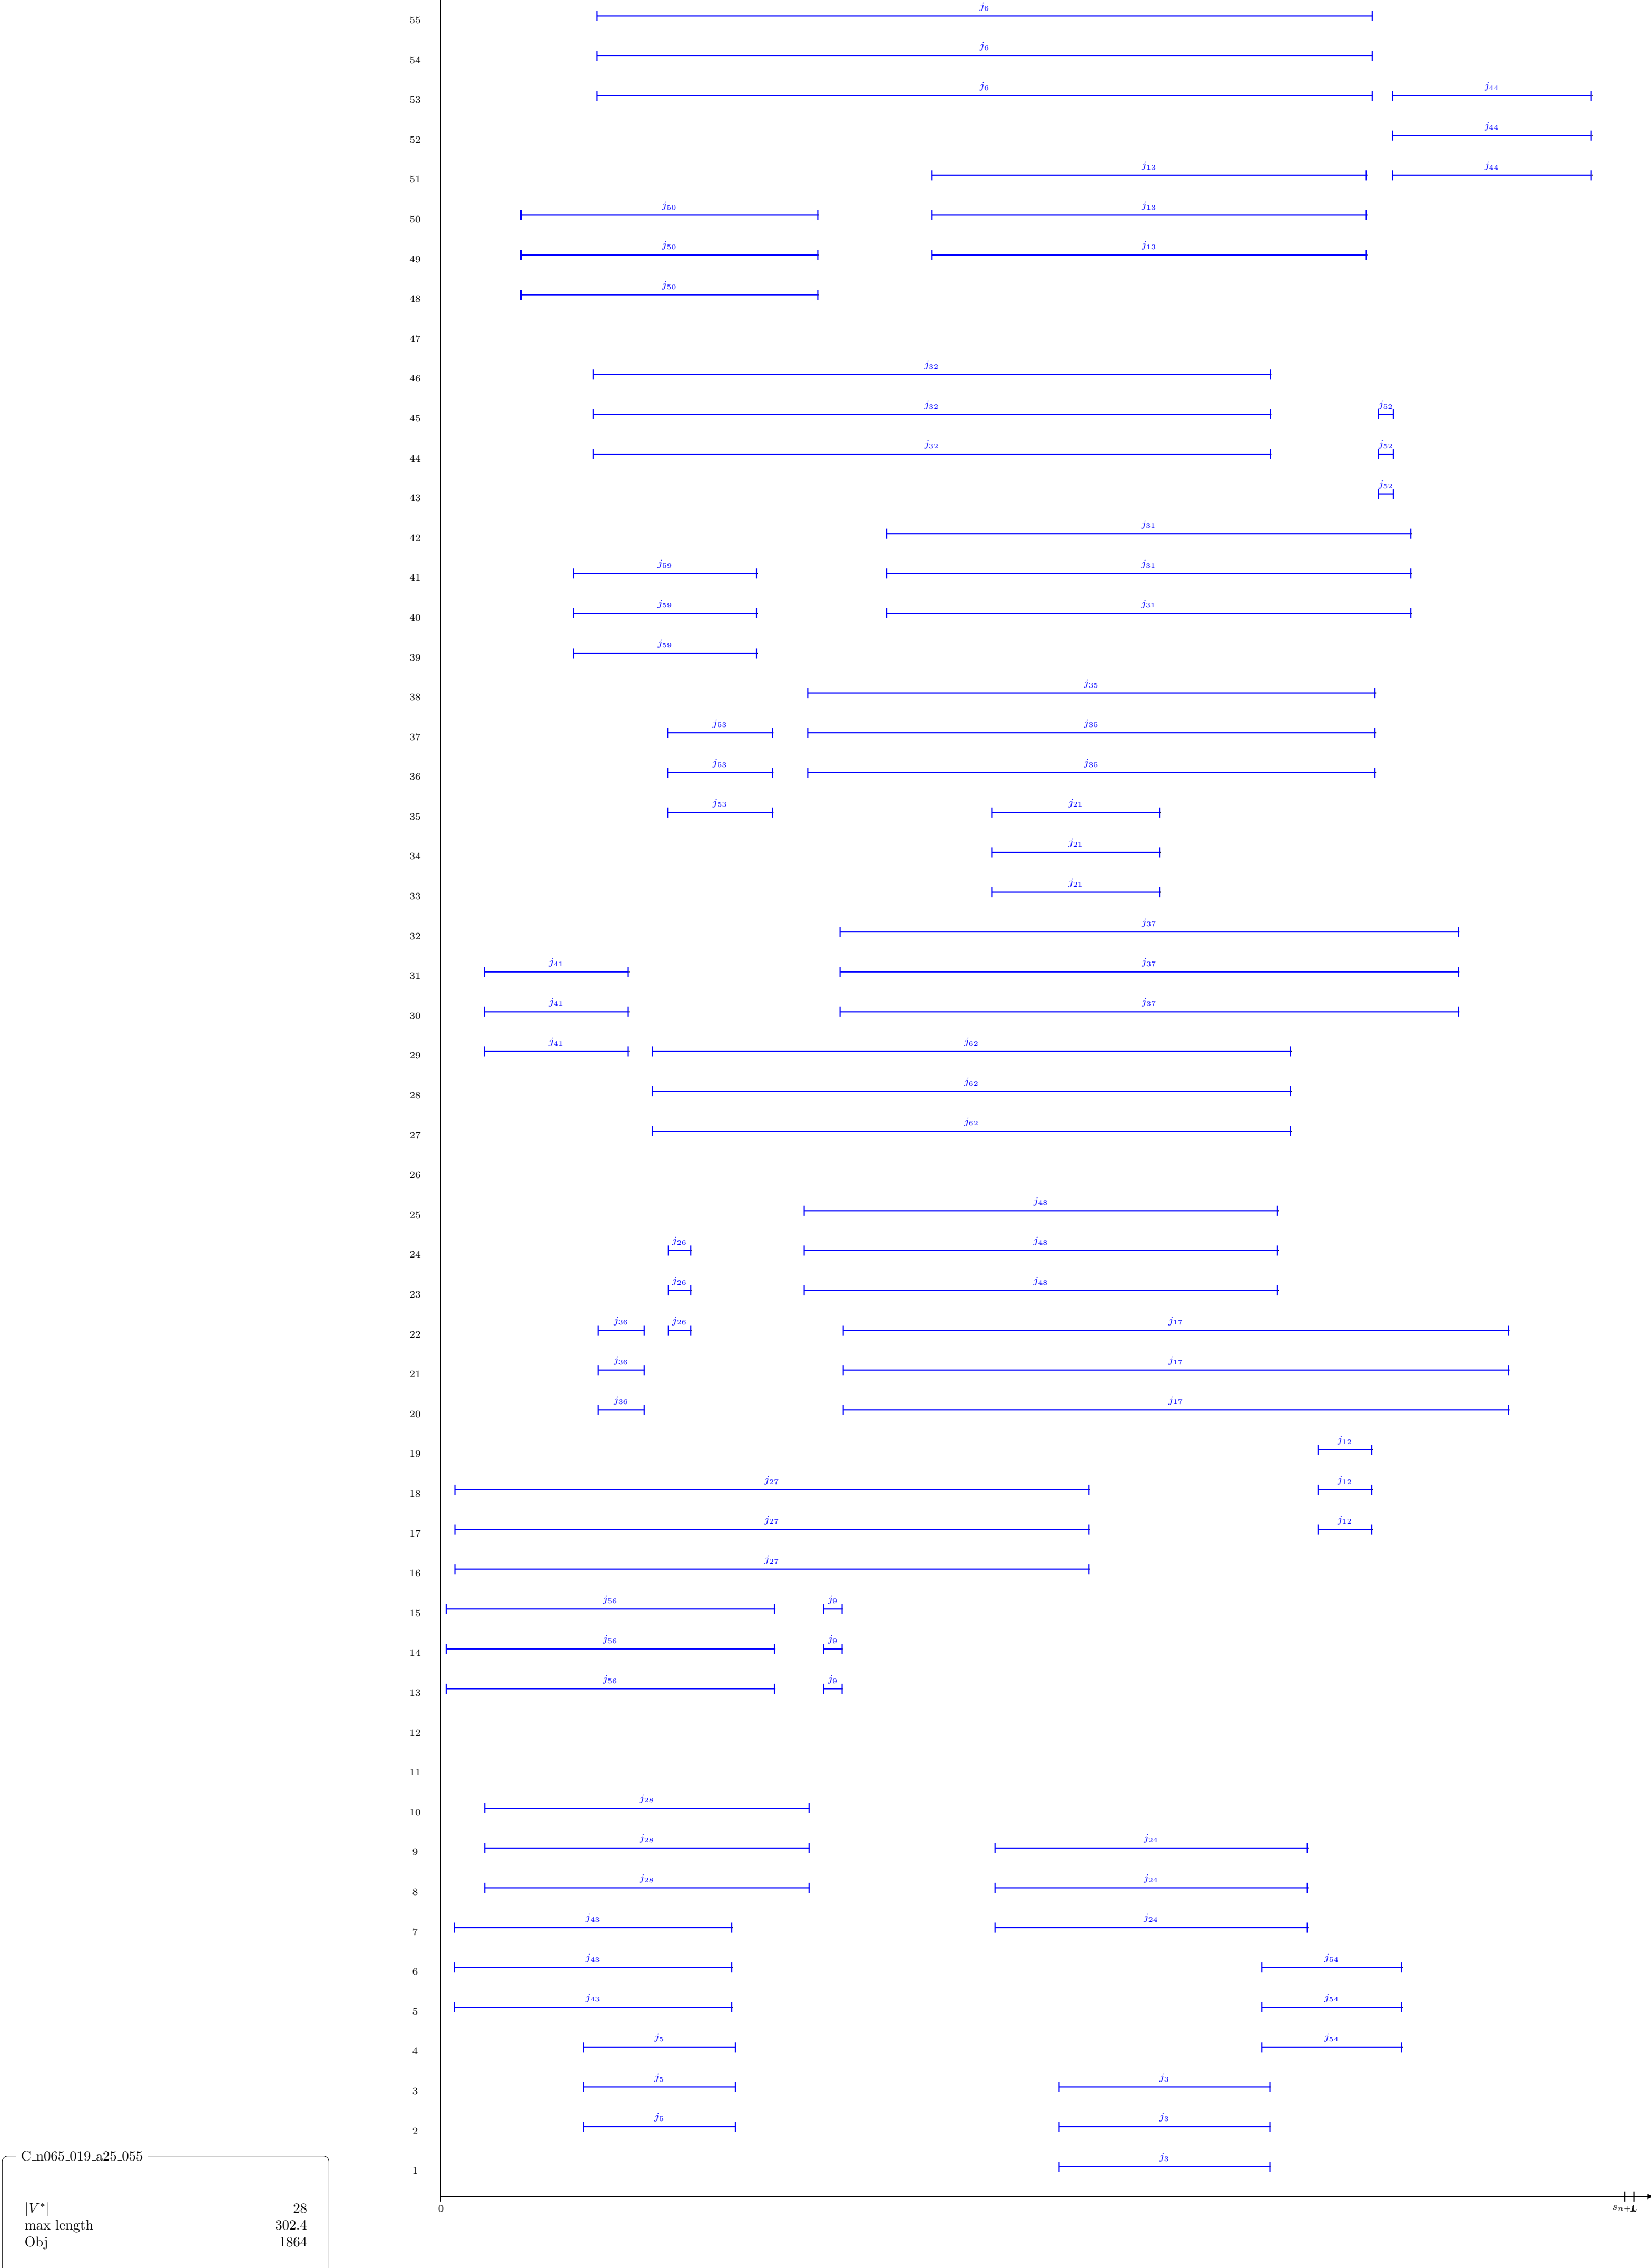 55 j6
54 j6
53 j6 j44
52 j44
51 j13 j44
50 j50 j13
49 j50 j13
48 j50
47
46 j32
45 j32 j52
44 j32 j52
43 j52
42 j31
41 j59 j31
40 j59 j31
39 j59
38 j35
37 j53 j35
36 j53 j35
35 j53 j21
34 j21
33 j21
32 j37
31 j41 j37
30 j41 j37
29 j41 j62
28 j62
27 j62
26
25 j48
24 j26 j48
23 j26 j48
22 j36 j26 j17
21 j36 j17
20 j36 j17
19 j12
18 j27 j12
17 j27 j12
16 j27
15 j56 j9
14 j56 j9
13 j56 j9
12
11
10 j28
9 j28 j24
8 j28 j24
7 j43 j24
6 j43 j54
5 j43 j54
4 j5 j54
3 j5 j3
2 j5 j3
1 j3
0 sn+L
C_n065_019_a25_055
|V*| 28
max length 302.4
Obj 1864